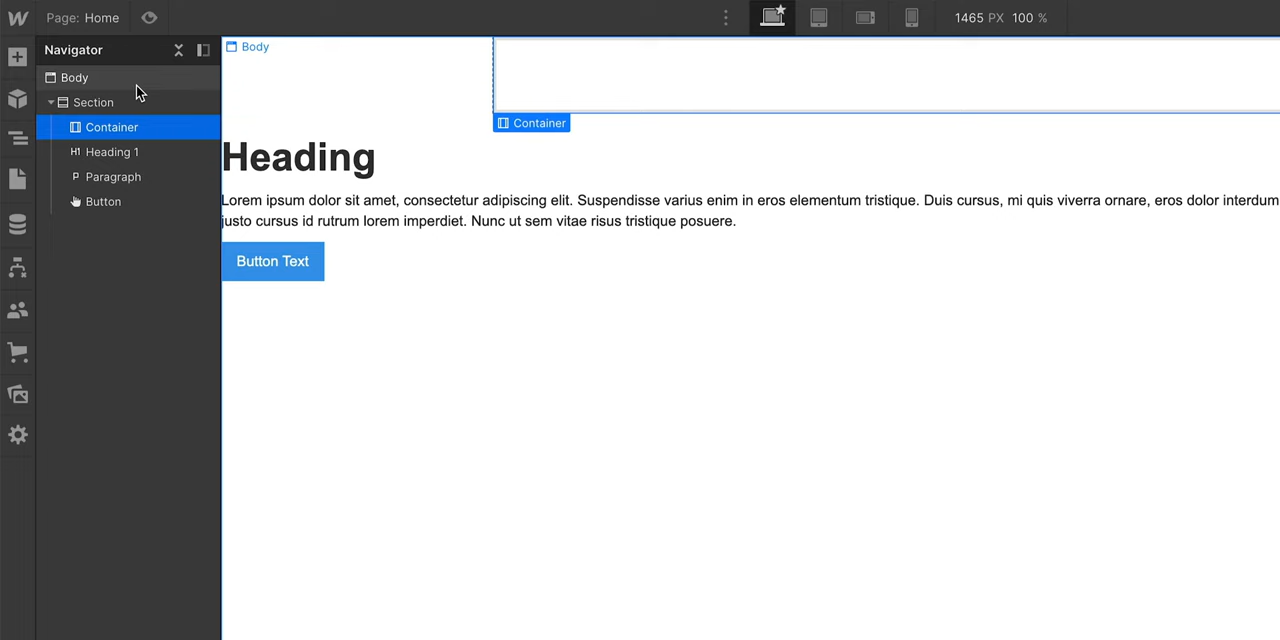 W Page: Home 1465 PX 100 %
Navigator
Body
Section
Container
H1 Heading 1
P Paragraph
Button
Body
Container
Heading
Lorem ipsum dolor sit amet, consectetur adipiscing elit. Suspendisse varius enim in eros elementum tristique. Duis cursus, mi quis viverra ornare, eros dolor interdum
justo cursus id rutrum lorem imperdiet. Nunc ut sem vitae risus tristique posuere.
Button Text